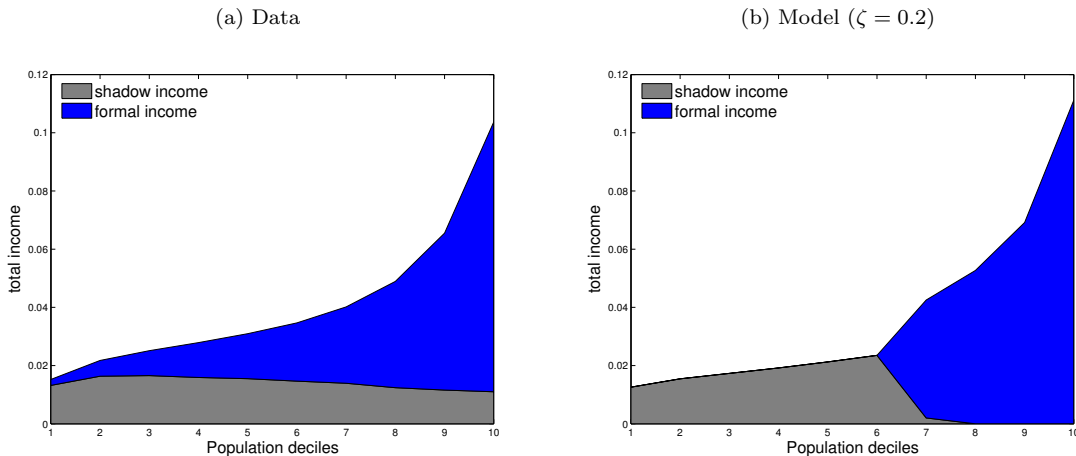 (a) Data
(b) Model (ζ = 0.2)
0.12
0.1
0.08
0.06
0.04
0.02
0
total income
shadow income
formal income
1 2 3 4 5 6 7 8 9 10
Population deciles
0.12
0.1
0.08
0.06
0.04
0.02
0
total income
shadow income
formal income
1 2 3 4 5 6 7 8 9 10
Population deciles